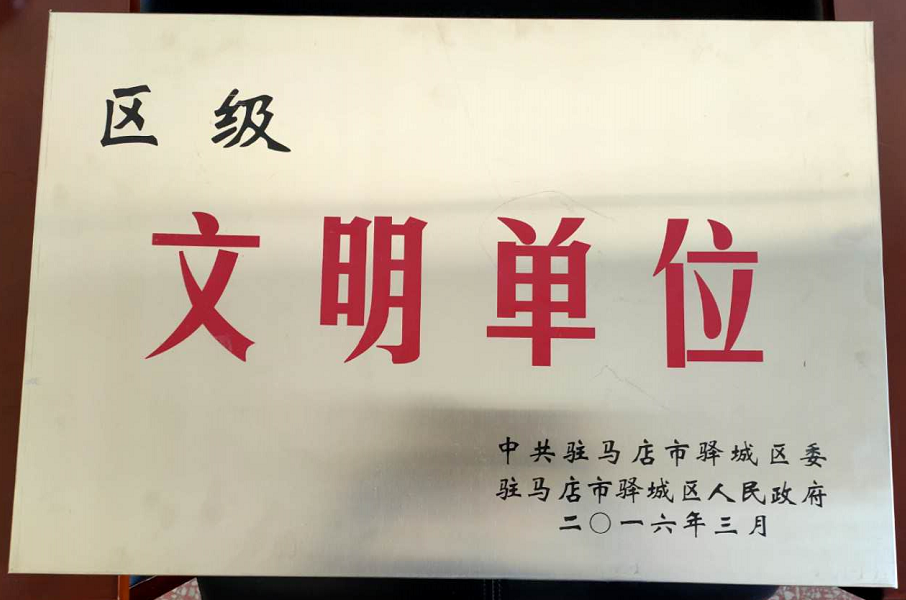 区级
文明单位
中共驻马店市驿城区委
驻马店市驿城区人民政府
二〇一六年三月